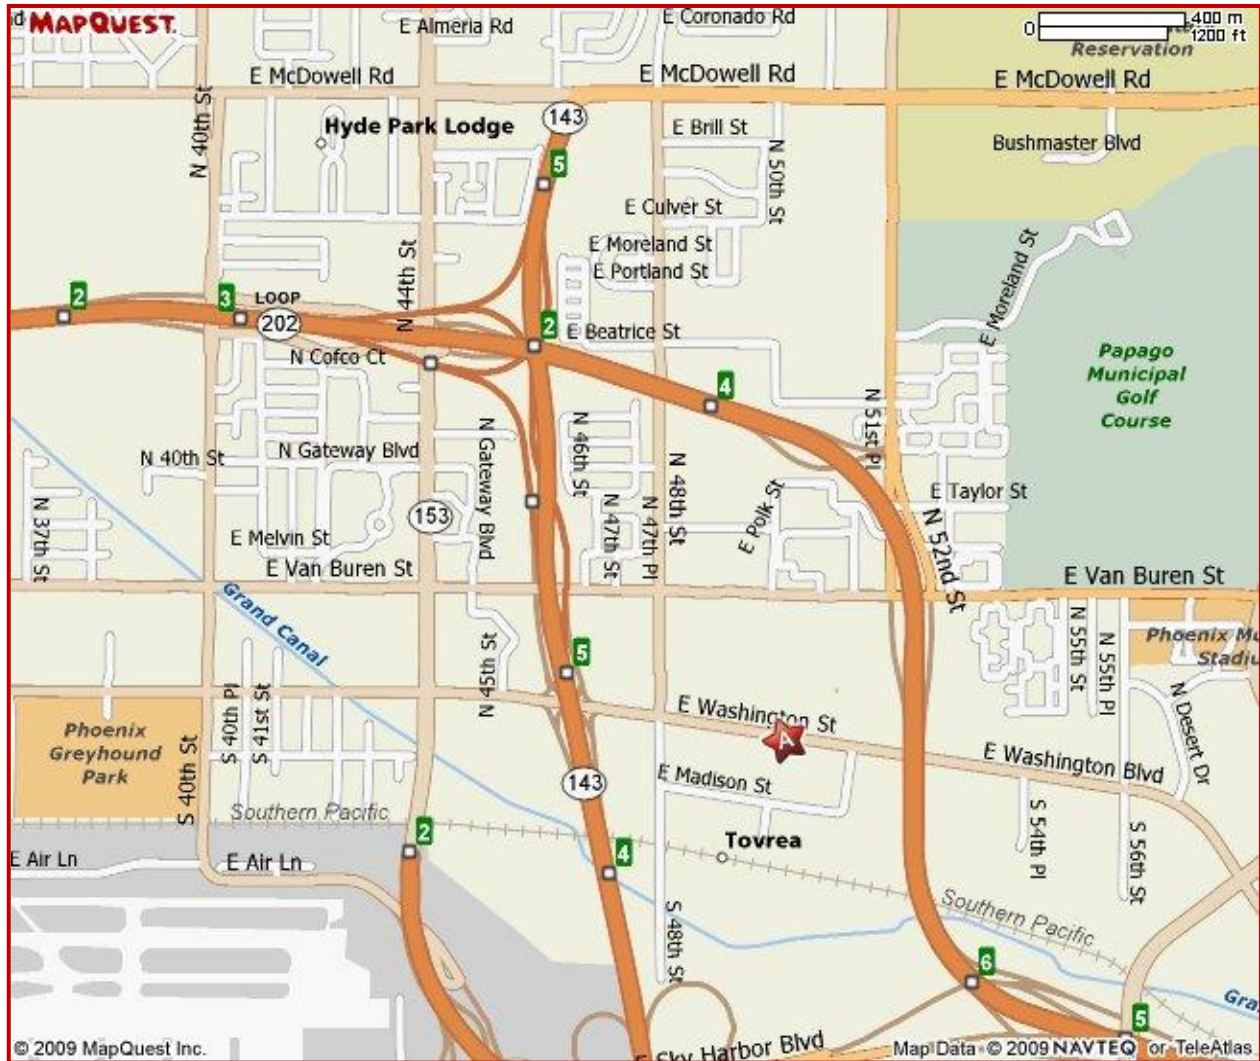 MAPQUEST.
E Almeria Rd
E Coronado Rd
0
400 m
1200 ft
Reservation
E McDowell Rd
E McDowell Rd
E McDowell Rd
N 40th St
Hyde Park Lodge
143
5
E Brill St
N 50th St
Bushmaster Blvd
E Culver St
E Moreland St
E Portland St
N 44th St
E Moreland St
2
3
LOOP
202
2
E Beatrice St
N Cofco Ct
4
Papago
Municipal
Golf
Course
N 51st Pl
N 40th St
N Gateway Blvd
N Gateway Blvd
N 46th St
N 48th St
N 37th St
153
N 47th St
N 47th Pl
E Polk St
E Taylor St
N 52nd St
E Melvin St
E Van Buren St
E Van Buren St
Grand Canal
N 45th St
5
N 55th St
N 55th Pl
Phoenix Mu
Stadiu
N Desert Dr
S 40th Pl
S 41st St
Phoenix
Greyhound
Park
S 40th St
E Washington St
A
E Washington Blvd
143
E Madison St
Southern Pacific
2
Tovrea
S 54th Pl
S 56th St
E Air Ln
E Air Ln
4
S 48th St
Southern Pacific
6
Gra
5
E Sky Harbor Blvd
© 2009 MapQuest Inc.
Map Data © 2009 NAVTEQ or TeleAtlas